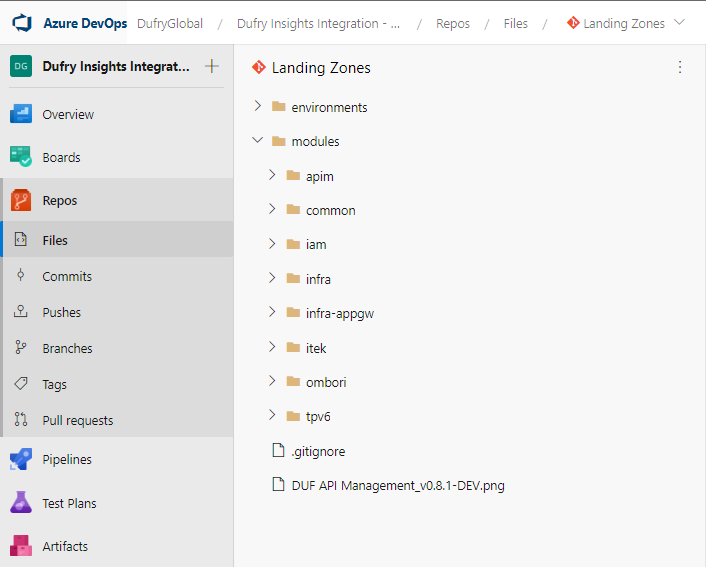 Azure DevOps DufryGlobal / Dufry Insights Integration - ... / Repos / Files / Landing Zones
DG Dufry Insights Integrat... +
Overview
Boards
Repos
Files
Commits
Pushes
Branches
Tags
Pull requests
Pipelines
Test Plans
Artifacts
Landing Zones
environments
modules
apim
common
iam
infra
infra-appgw
itek
ombori
tpv6
.gitignore
DUF API Management_v0.8.1-DEV.png